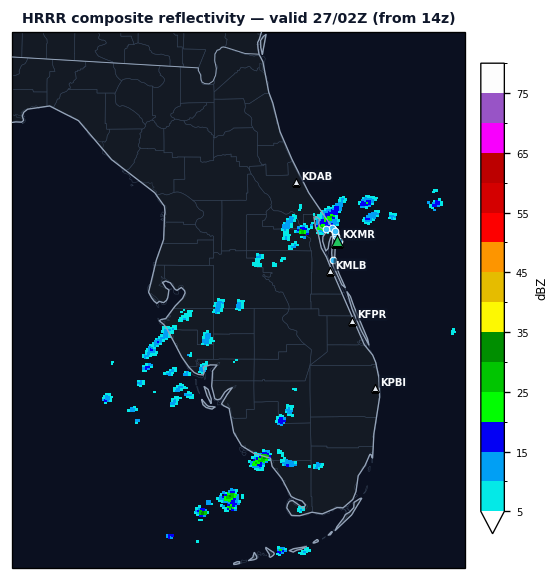 HRRR composite reflectivity — valid 27/02Z (from 14z)
KDAB
KXMR
KMLB
KFPR
KPBI
75
65
55
45
35
25
15
5
dBZ